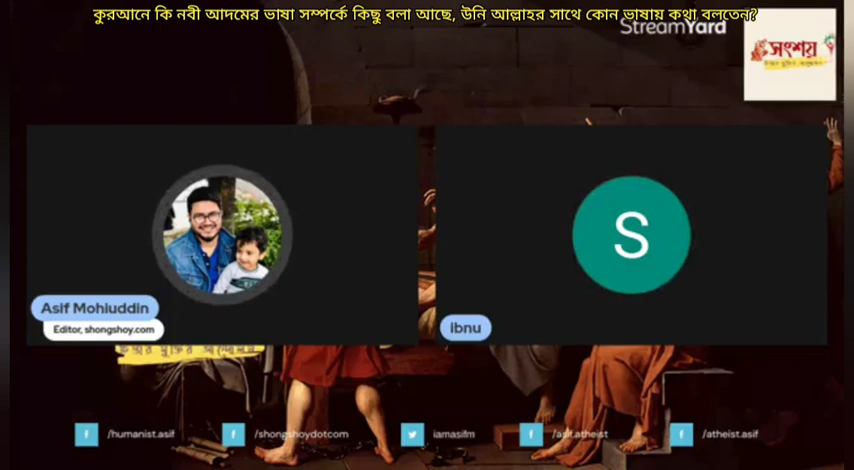 কুরআনে কি নবী আদমের ভাষা সম্পর্কে কিছু বলা আছে, উনি আল্লাহর সাথে কোন ভাষায় কথা বলতেন?
StreamYard
সংশয়
S
Asif Mohiuddin
Editor, shongshoy.com
ibnu
/humanist.asif
/shongshoydotcom
iamasifm
/asif.atheist
/atheist.asif